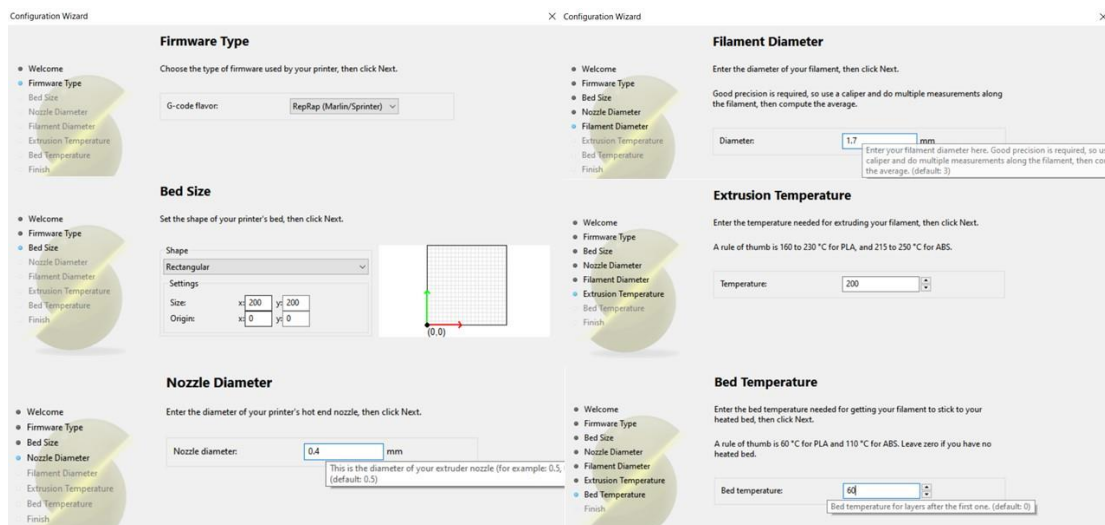 Configuration Wizard
Firmware Type
Welcome
Firmware Type
Bed Size
Nozzle Diameter
Filament Diameter
Extrusion Temperature
Bed Temperature
Finish
Choose the type of firmware used by your printer, then click Next.
G-code flavor: RepRap (Marlin/Sprinter)
Bed Size
Welcome
Firmware Type
Bed Size
Nozzle Diameter
Filament Diameter
Extrusion Temperature
Bed Temperature
Finish
Set the shape of your printer's bed, then click Next.
Shape
Rectangular
Settings
Size: x: 200 y: 200
Origin: x: 0 y: 0
(0,0)
Nozzle Diameter
Welcome
Firmware Type
Bed Size
Nozzle Diameter
Filament Diameter
Extrusion Temperature
Bed Temperature
Finish
Enter the diameter of your printer's hot end nozzle, then click Next.
Nozzle diameter: 0.4 mm
This is the diameter of your extruder nozzle (for example: 0.5,
(default: 0.5)
Configuration Wizard
Filament Diameter
Welcome
Firmware Type
Bed Size
Nozzle Diameter
Filament Diameter
Extrusion Temperature
Bed Temperature
Finish
Enter the diameter of your filament, then click Next.
Good precision is required, so use a caliper and do multiple measurements along
the filament, then compute the average.
Diameter: 1.7 mm
Enter your filament diameter here. Good precision is required, so
caliper and do multiple measurements along the filament, then
the average. (default: 3)
Extrusion Temperature
Welcome
Firmware Type
Bed Size
Nozzle Diameter
Filament Diameter
Extrusion Temperature
Bed Temperature
Finish
Enter the temperature needed for extruding your filament, then click Next.
A rule of thumb is 160 to 230 °C for PLA, and 215 to 250 °C for ABS.
Temperature: 200
Bed Temperature
Welcome
Firmware Type
Bed Size
Nozzle Diameter
Filament Diameter
Extrusion Temperature
Bed Temperature
Finish
Enter the bed temperature needed for getting your filament to stick to your
heated bed, then click Next.
A rule of thumb is 60 °C for PLA and 110 °C for ABS. Leave zero if you have no
heated bed.
Bed temperature: 60
Bed temperature for layers after the first one. (default: 0)